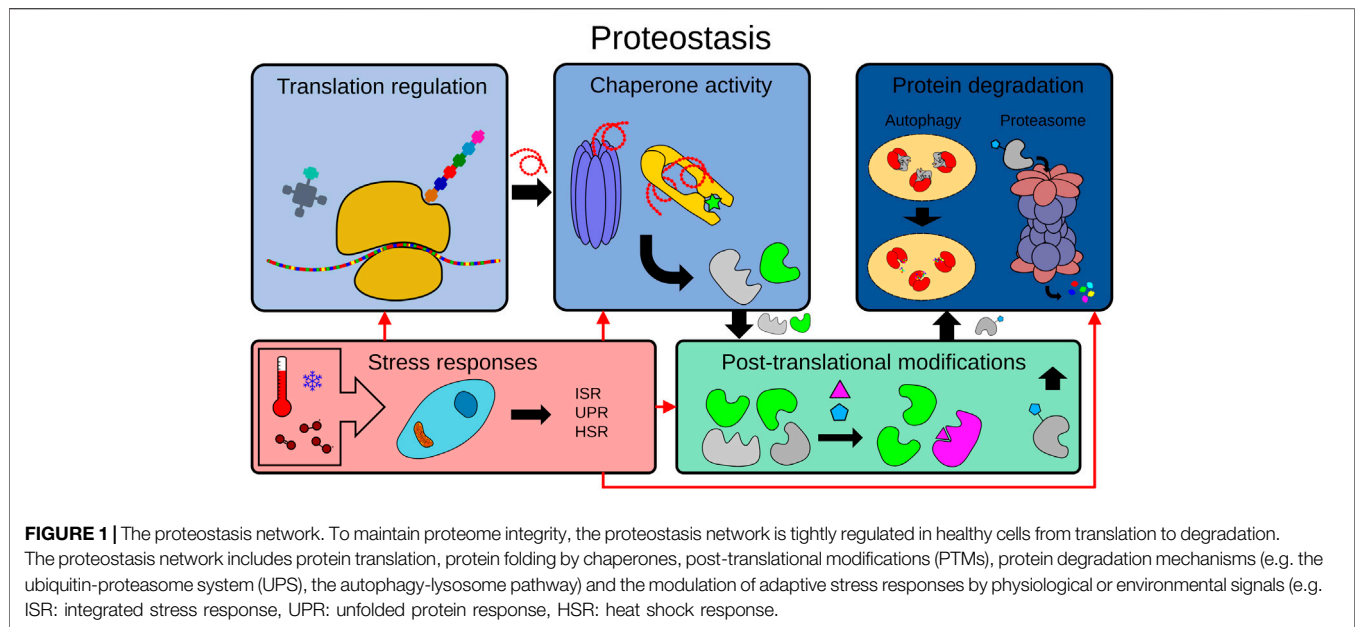 Proteostasis
Translation regulation
Chaperone activity
Protein degradation
Autophagy
Proteasome
Stress responses
ISR
UPR
HSR
Post-translational modifications
FIGURE 1 | The proteostasis network. To maintain proteome integrity, the proteostasis network is tightly regulated in healthy cells from translation to degradation.
The proteostasis network includes protein translation, protein folding by chaperones, post-translational modifications (PTMs), protein degradation mechanisms (e.g. the
ubiquitin-proteasome system (UPS), the autophagy-lysosome pathway) and the modulation of adaptive stress responses by physiological or environmental signals (e.g.
ISR: integrated stress response, UPR: unfolded protein response, HSR: heat shock response.